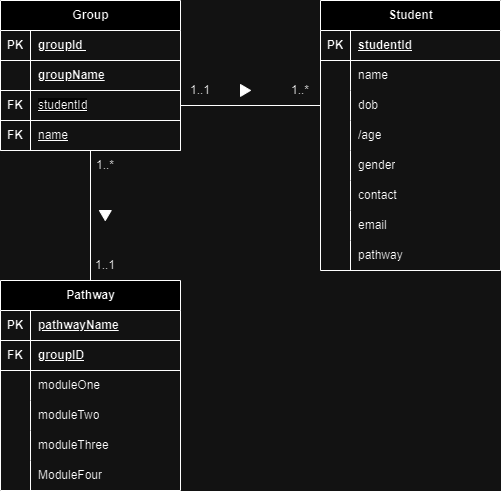 Group
PK groupId
groupName
FK studentId
FK name
1..1
1..*
Student
PK studentId
name
dob
/age
gender
contact
email
pathway
1..*
1..1
Pathway
PK pathwayName
FK groupID
moduleOne
moduleTwo
moduleThree
ModuleFour